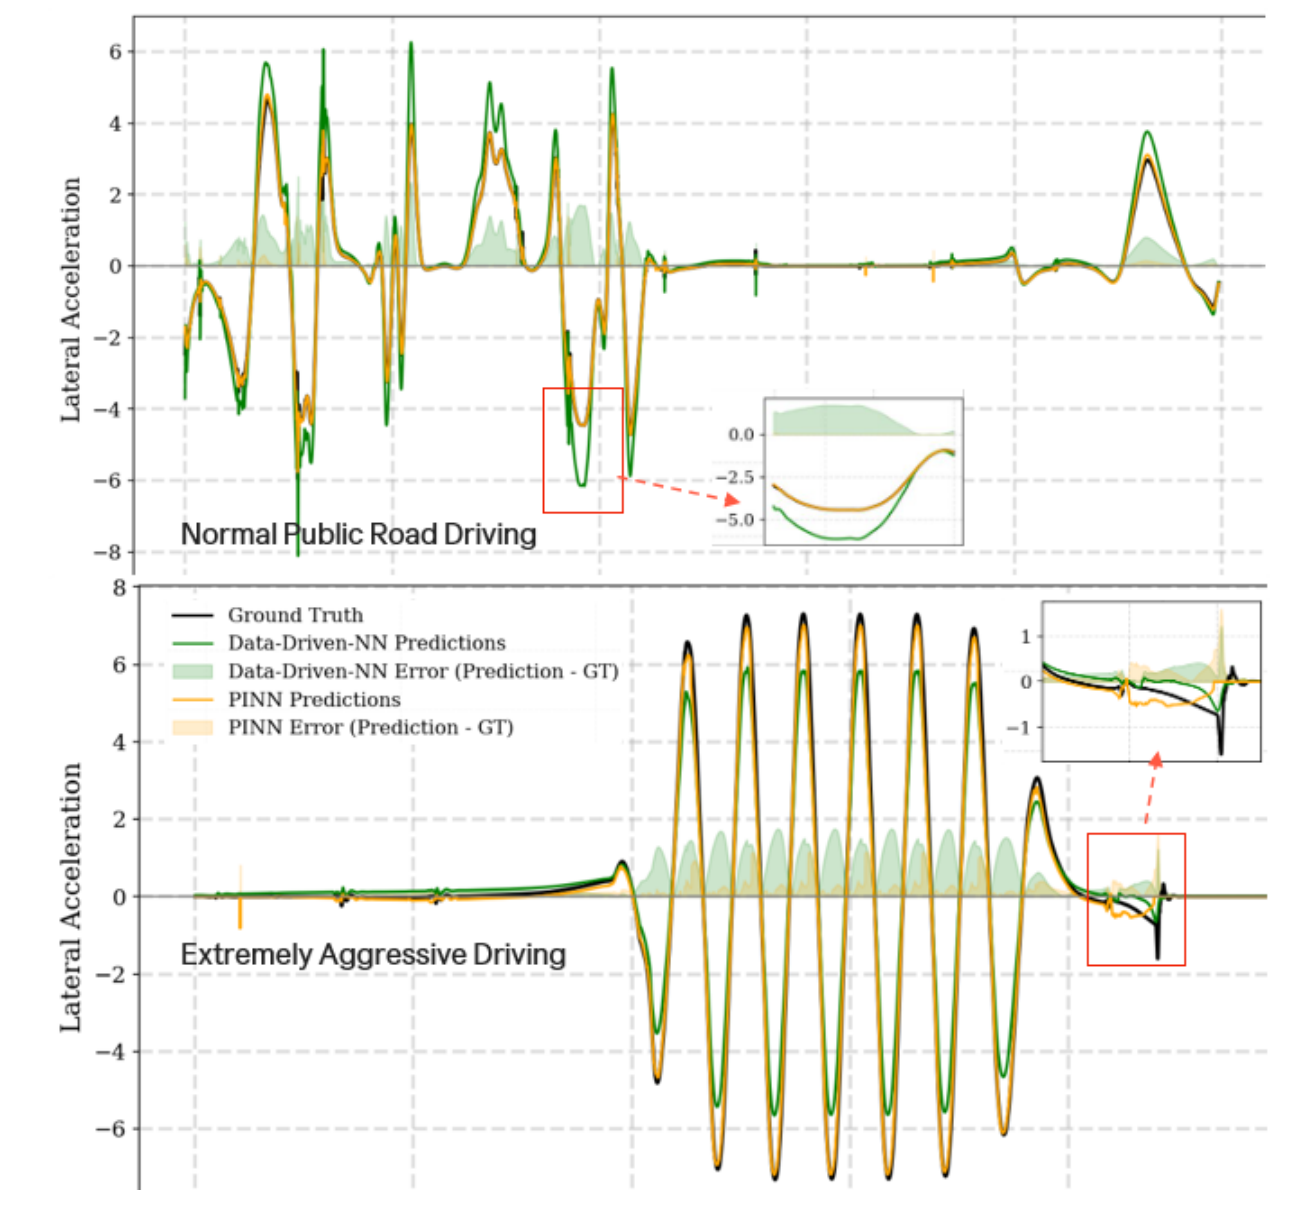 6
4
2
0
−2
−4
−6
−8
Lateral Acceleration
0.0
−2.5
−5.0
Normal Public Road Driving
8
6
4
2
0
−2
−4
−6
Lateral Acceleration
Ground Truth
Data-Driven-NN Predictions
Data-Driven-NN Error (Prediction - GT)
PINN Predictions
PINN Error (Prediction - GT)
1
0
−1
Extremely Aggressive Driving